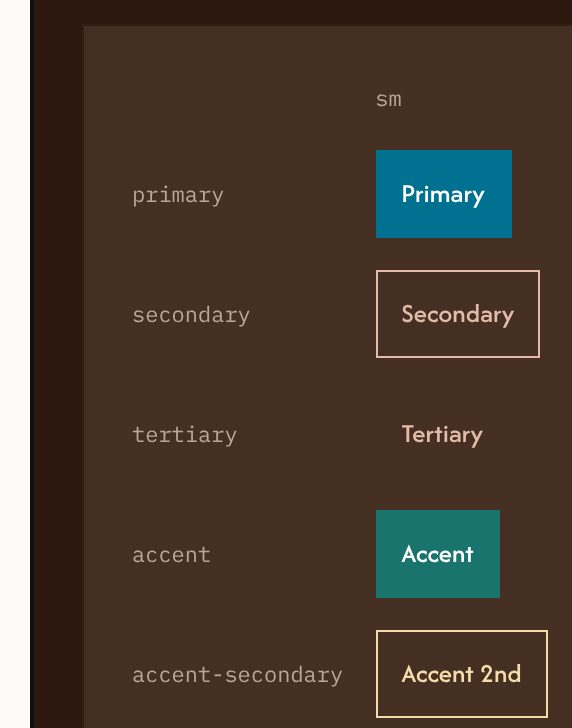 sm
primary Primary
secondary Secondary
tertiary Tertiary
accent Accent
accent-secondary Accent 2nd